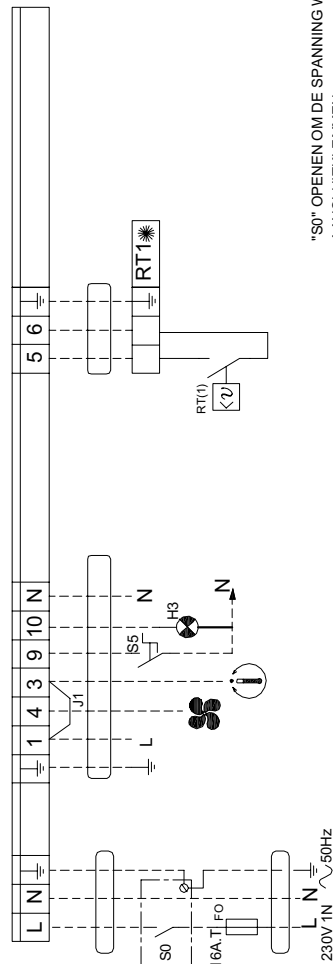 L N 1 4 3 9 10 N 5 6
J1
RT1
S5
L N
H3
RT(1)
N
S0
16A.T FO
L N
230V 1N 50Hz
"S0" OPENEN OM DE SPANNING